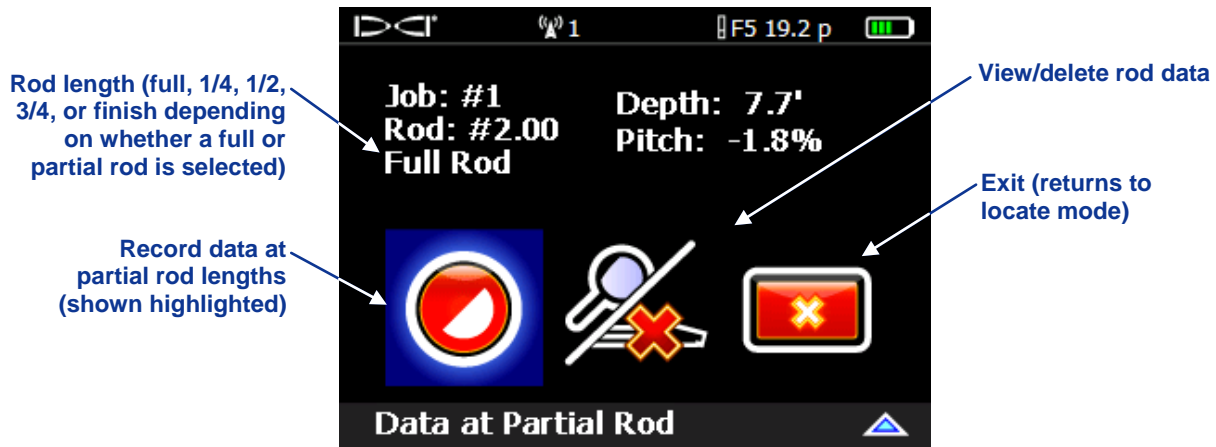 DCI
1
F5 19.2 p
Rod length (full, 1/4, 1/2,
3/4, or finish depending
on whether a full or
partial rod is selected)
Job: #1
Rod: #2.00
Full Rod
Depth: 7.7'
Pitch: -1.8%
View/delete rod data
Exit (returns to
locate mode)
Record data at
partial rod lengths
(shown highlighted)
Data at Partial Rod